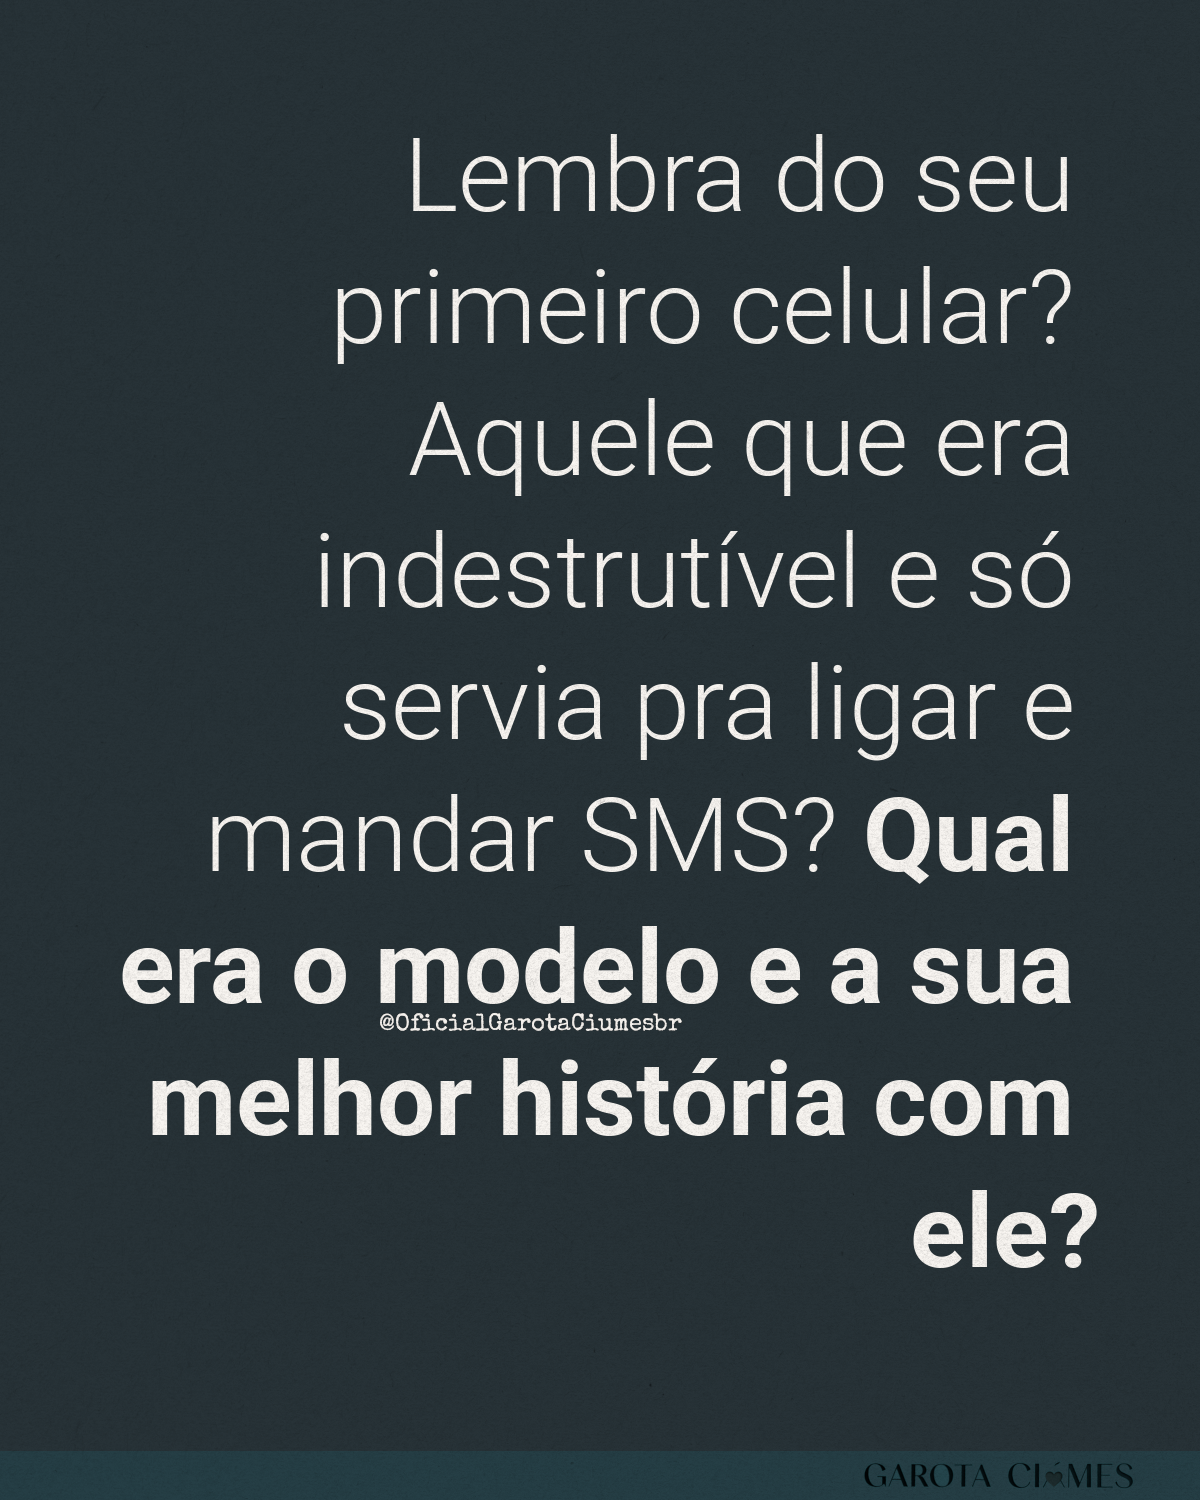 Lembra do seu
primeiro celular?
Aquele que era
indestrutível e só
servia pra ligar e
mandar SMS? Qual
era o modelo e a sua
@OficialGarotaCiumesbr
melhor história com
ele?
GAROTA CIÚMES